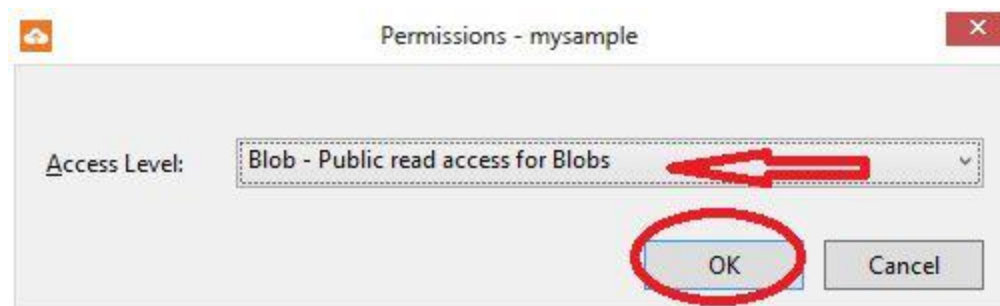 Permissions - mysample
Access Level: Blob - Public read access for Blobs
OK Cancel